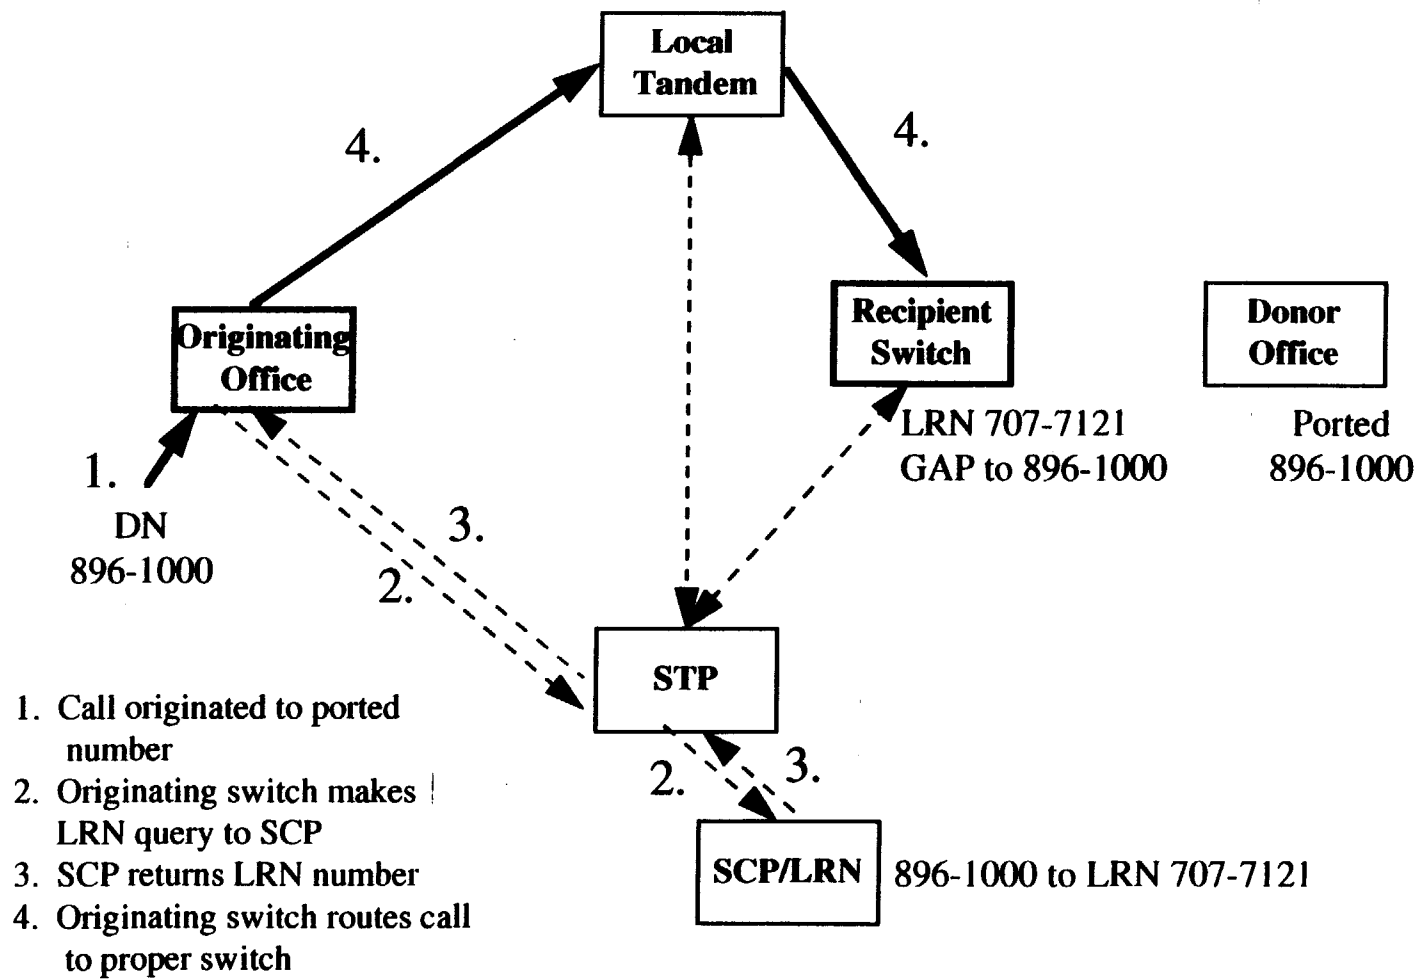 Local
Tandem
4.
4.
Originating
Office
Recipient
Switch
Donor
Office
LRN 707-7121
GAP to 896-1000
Ported
896-1000
1.
DN
896-1000
3.
2.
STP
1. Call originated to ported
number
2. Originating switch makes
LRN query to SCP
3. SCP returns LRN number
4. Originating switch routes call
to proper switch
2.
3.
SCP/LRN
896-1000 to LRN 707-7121